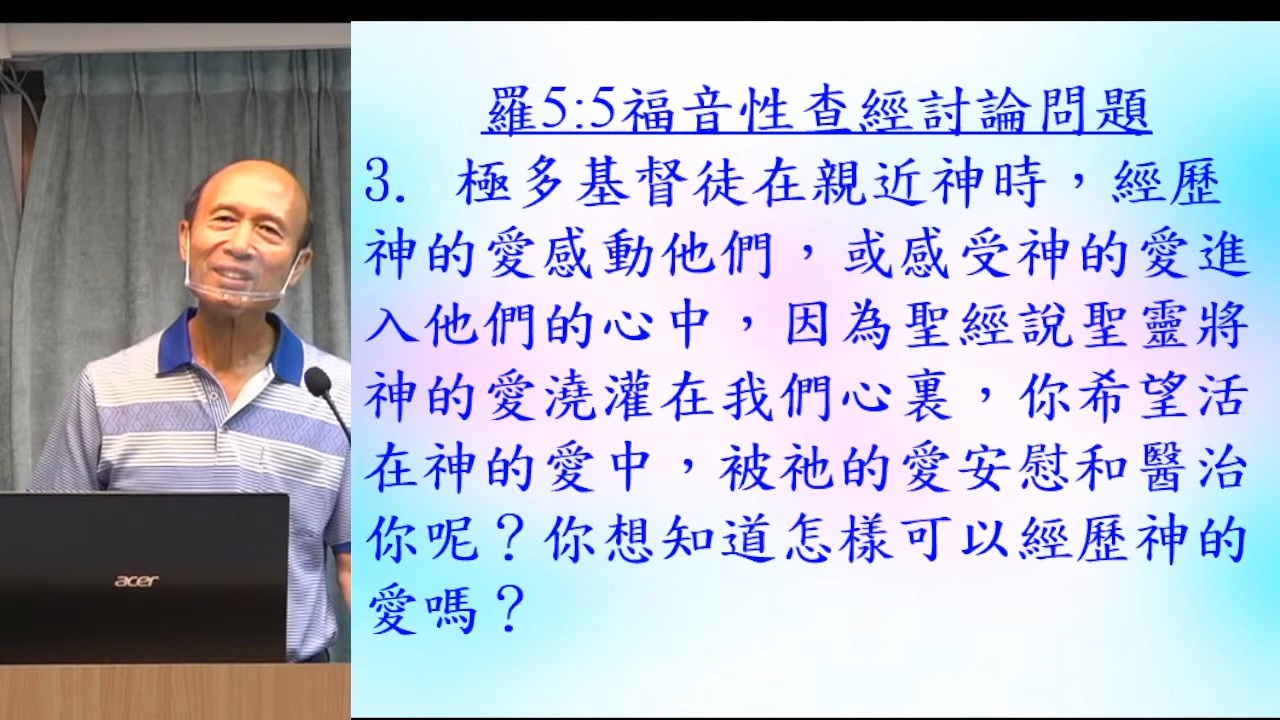 羅5:5福音性查經討論問題
3. 極多基督徒在親近神時，經歷
神的愛感動他們，或感受神的愛進
入他們的心中，因為聖經說聖靈將
神的愛澆灌在我們心裏，你希望活
在神的愛中，被祂的愛安慰和醫治
你呢？你想知道怎樣可以經歷神的
愛嗎？
acer